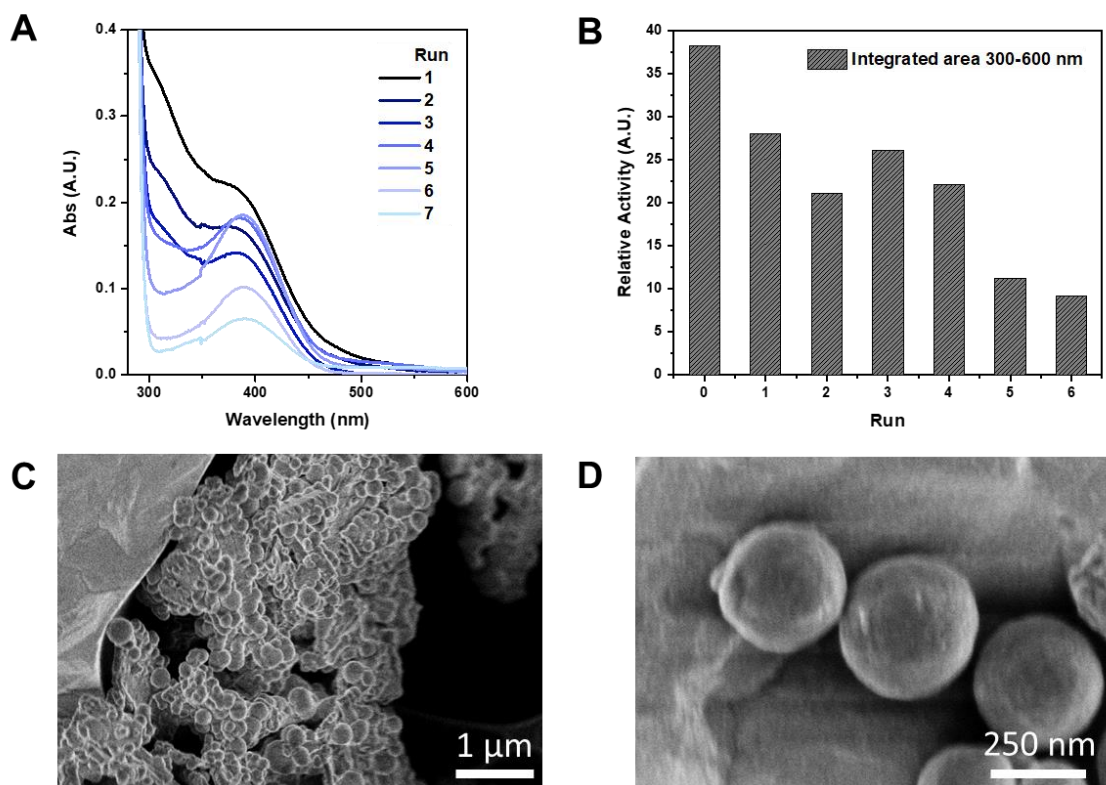 A
0.4
0.3
0.2
0.1
0.0
Abs (A.U.)
300
400
500
600
Wavelength (nm)
Run
1
2
3
4
5
6
7
B
40
35
30
25
20
15
10
5
0
Relative Activity (A.U.)
Integrated area 300-600 nm
0
1
2
3
4
5
6
Run
C
1 µm
D
250 nm